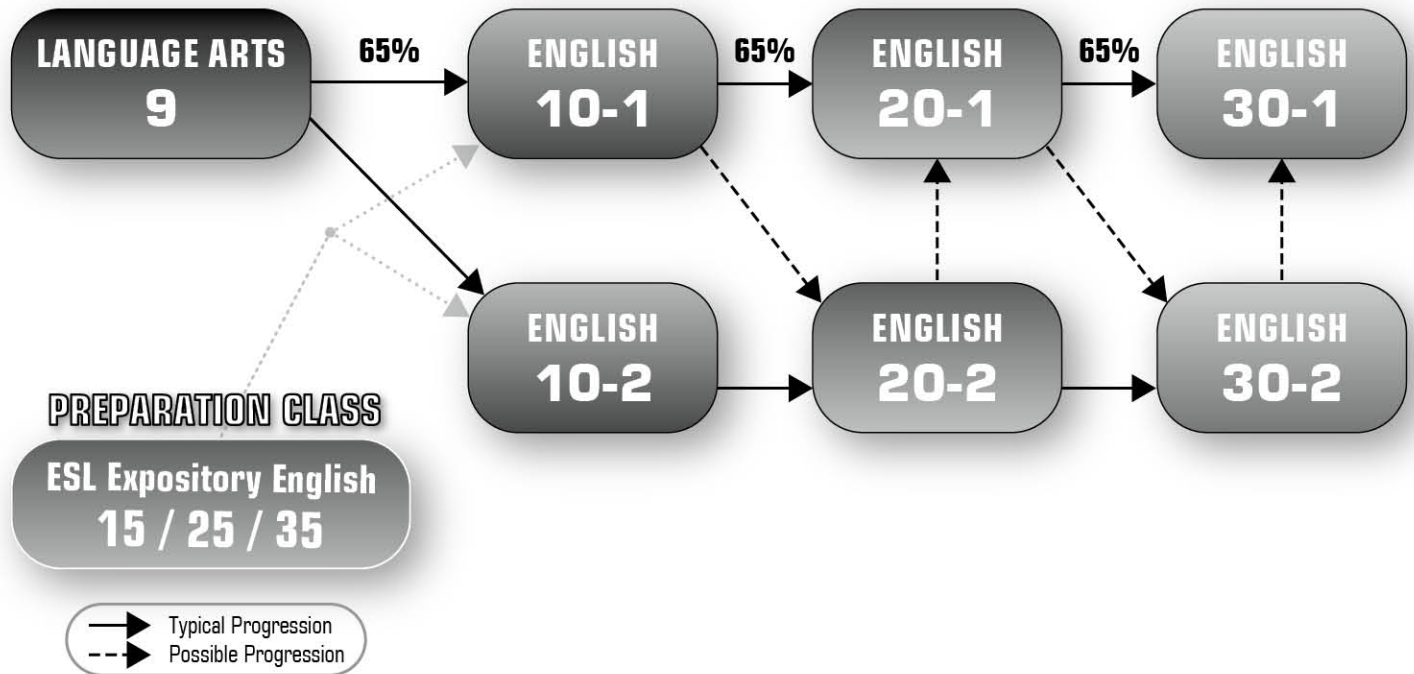 LANGUAGE ARTS
9
65%
ENGLISH
10-1
65%
ENGLISH
20-1
65%
ENGLISH
30-1
ENGLISH
10-2
ENGLISH
20-2
ENGLISH
30-2
PREPARATION CLASS
ESL Expository English
15 / 25 / 35
Typical Progression
Possible Progression